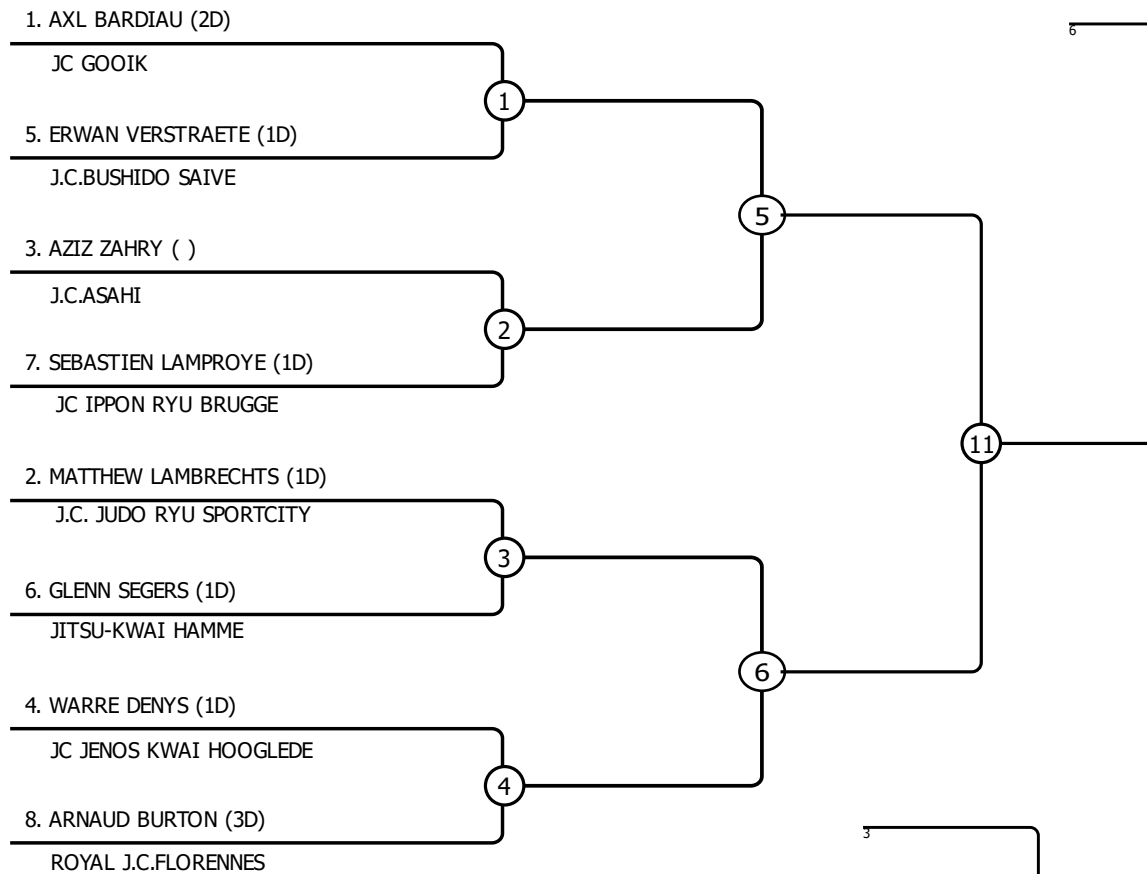 1. AXL BARDIAU (2D)
6
JC GOOIK
1
5. ERWAN VERSTRAETE (1D)
J.C.BUSHIDO SAIVE
5
3. AZIZ ZAHRY ( )
J.C.ASAHI
2
7. SEBASTIEN LAMPROYE (1D)
JC IPPON RYU BRUGGE
11
2. MATTHEW LAMBRECHTS (1D)
J.C. JUDO RYU SPORTCITY
3
6. GLENN SEGERS (1D)
JITSU-KWAI HAMME
6
4. WARRE DENYS (1D)
JC JENOS KWAI HOOGLEDE
4
8. ARNAUD BURTON (3D)
3
ROYAL J.C.FLORENNES